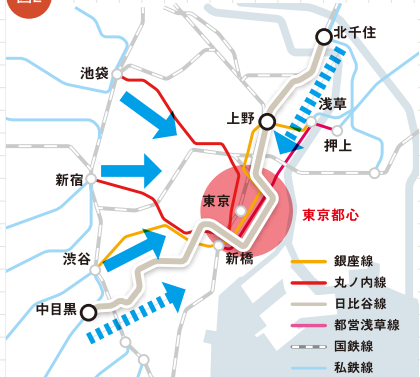 図2
北千住
池袋
浅草
上野
押上
新宿
東京
東京都心
渋谷
新橋
銀座線
丸ノ内線
中目黒
日比谷線
都営浅草線
国鉄線
私鉄線